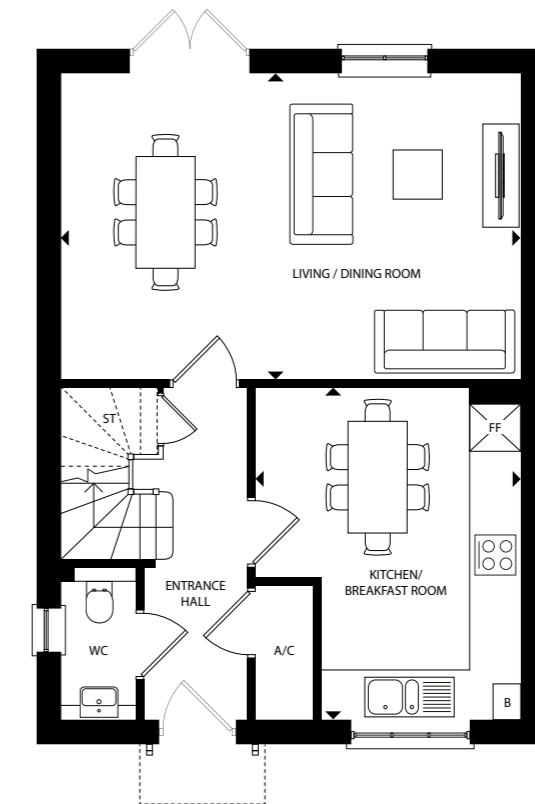 LIVING / DINING ROOM
ST
FF
KITCHEN/
BREAKFAST ROOM
ENTRANCE
HALL
WC
A/C
B